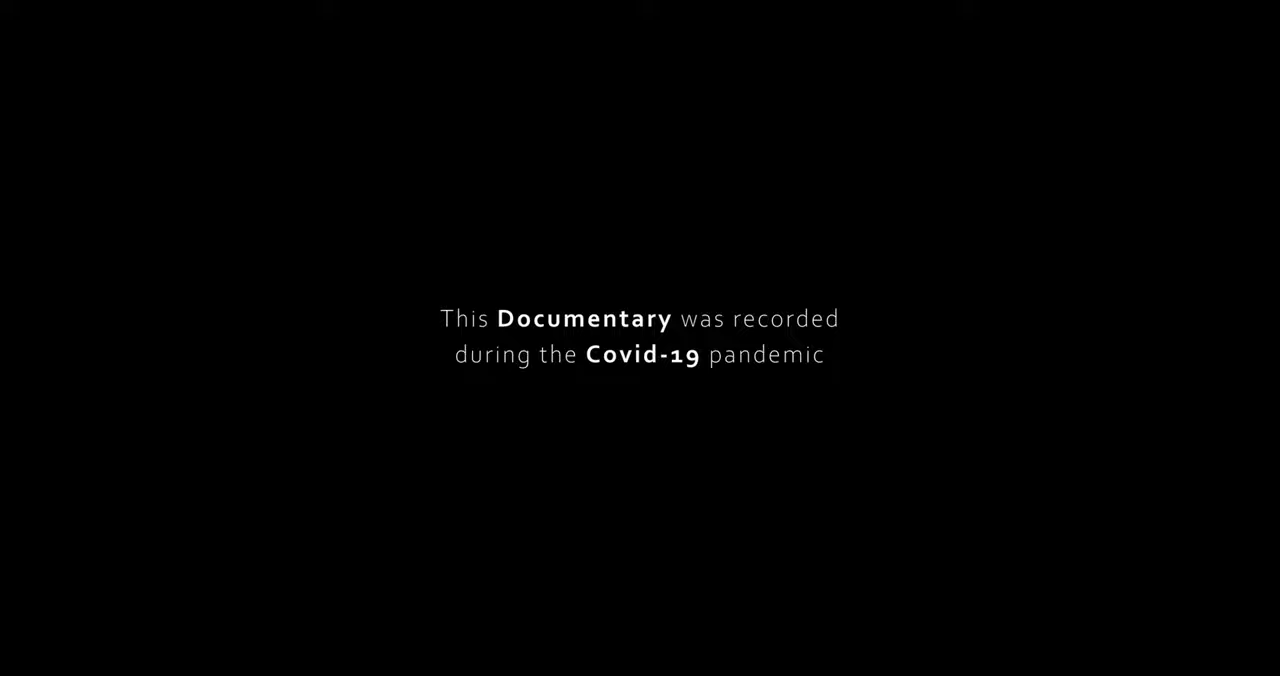 This Documentary was recorded
during the Covid-19 pandemic